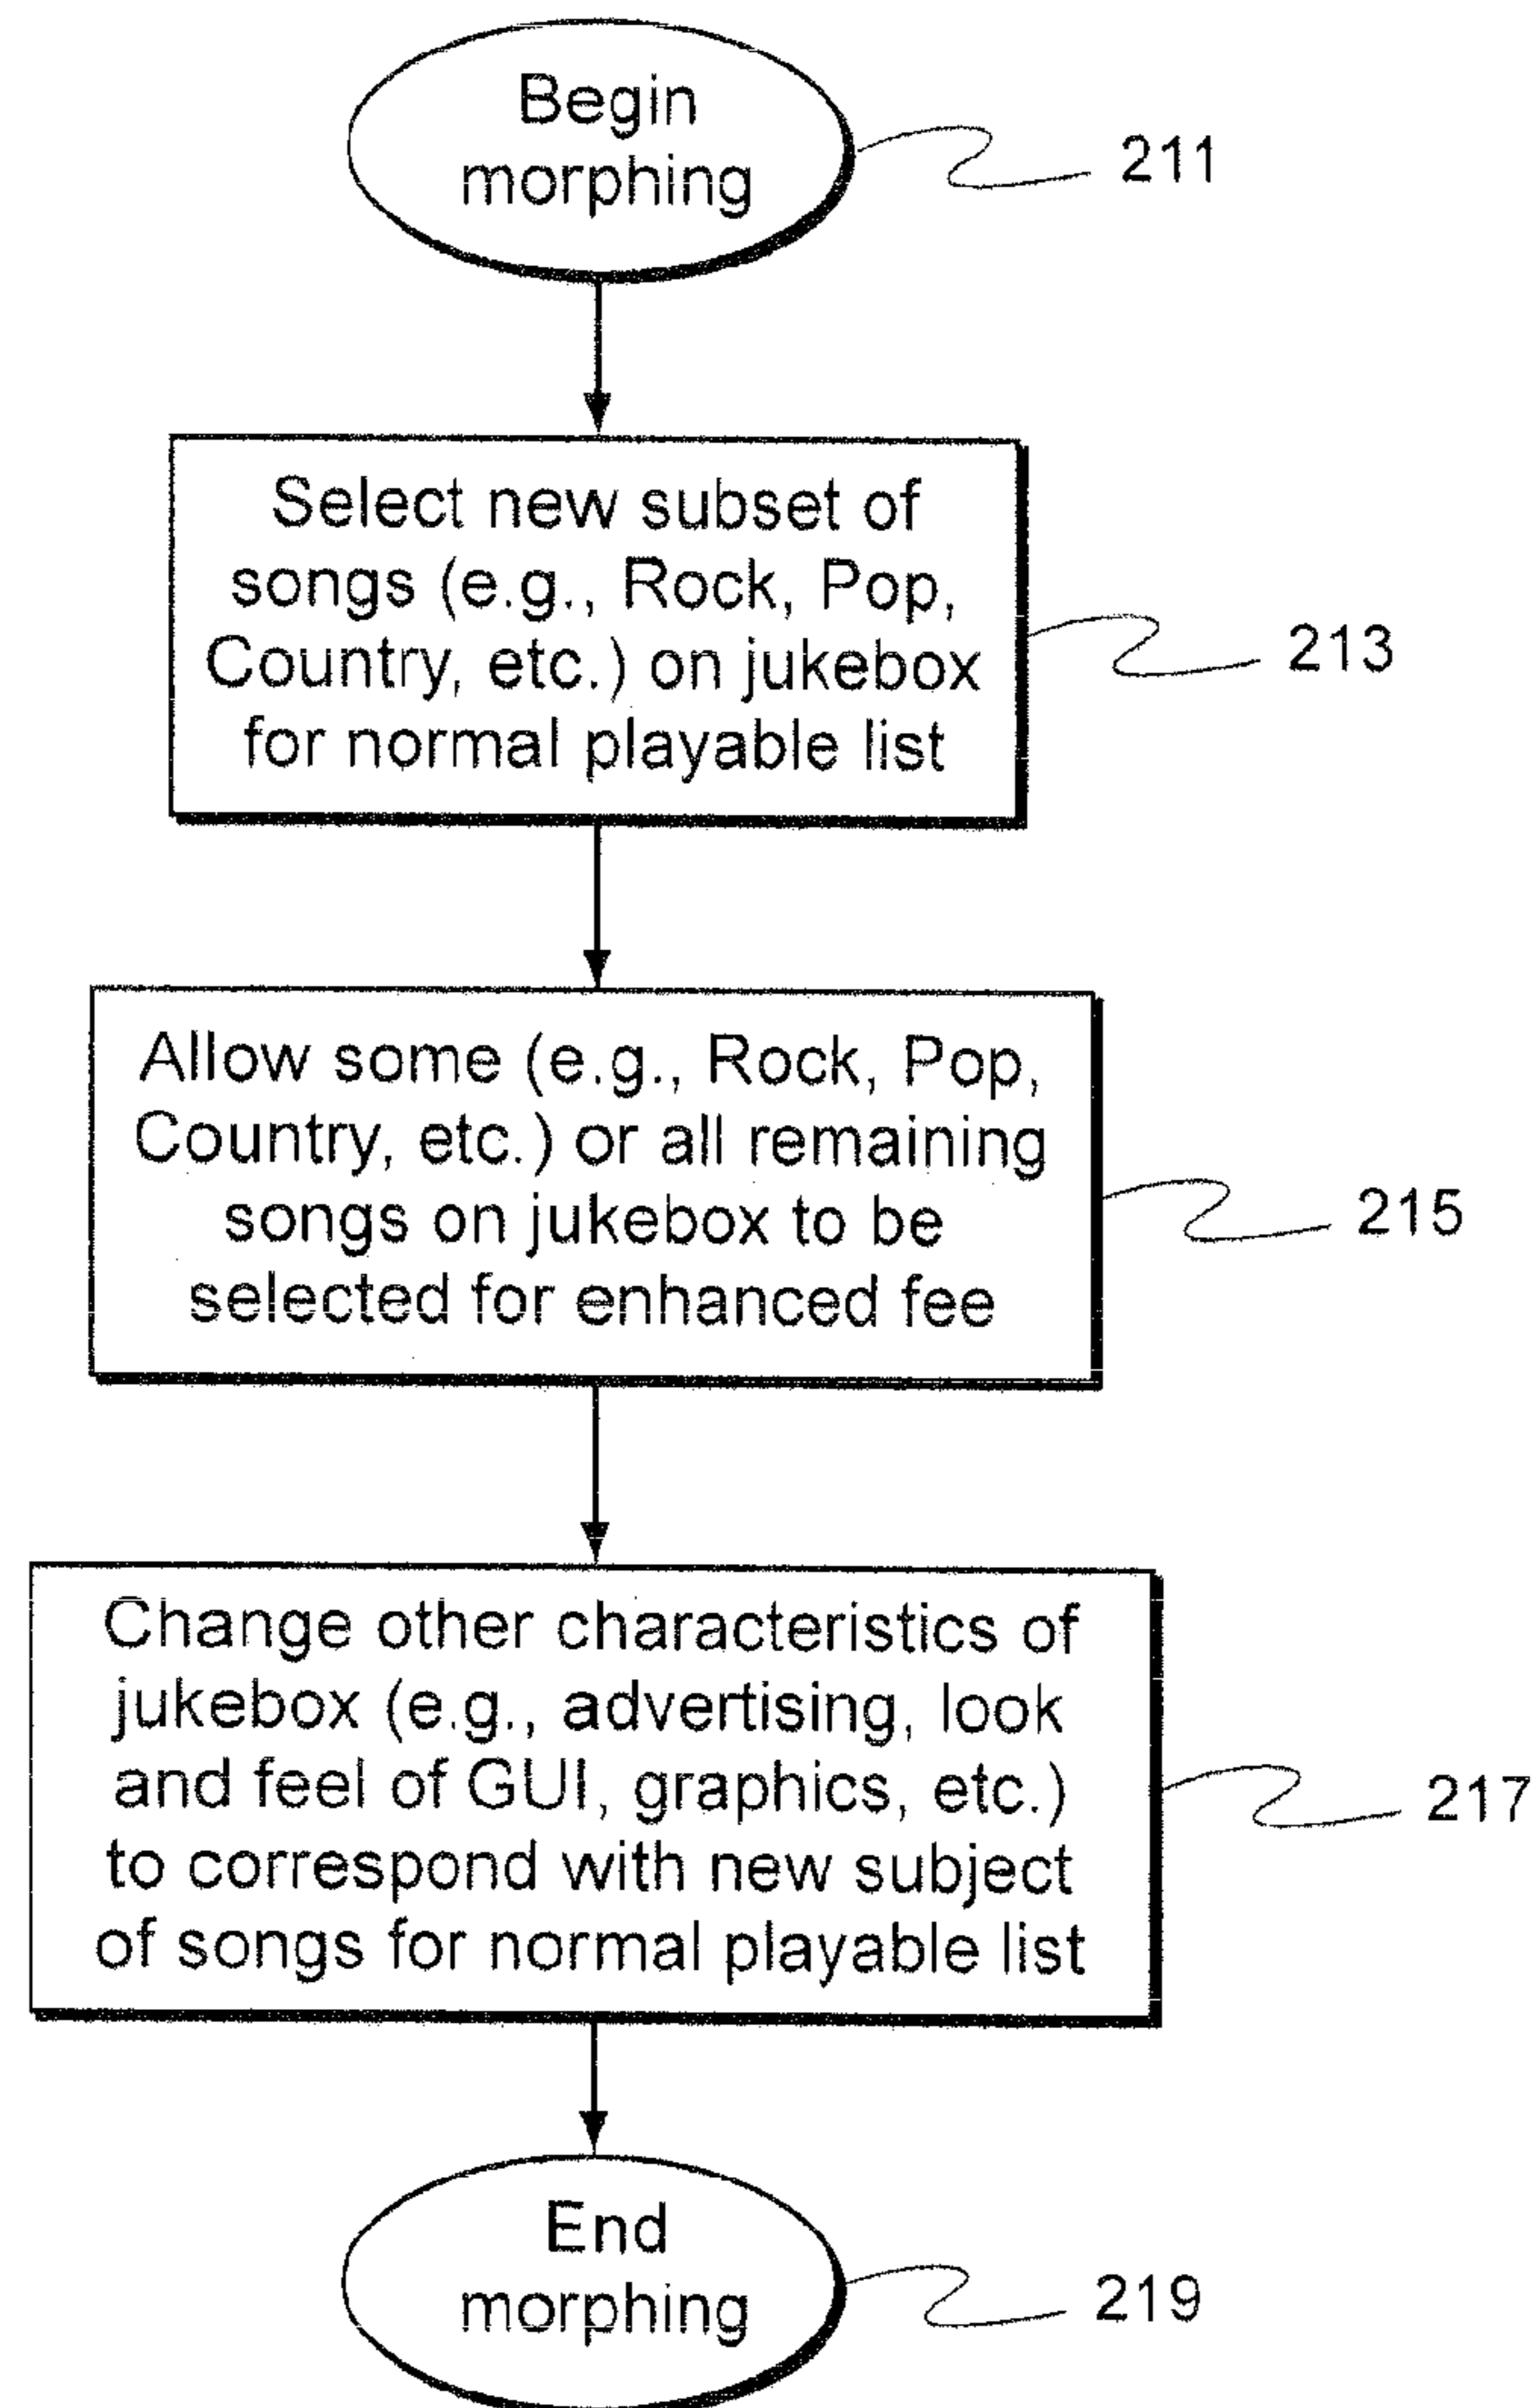 Begin
morphing
211
Select new subset of
songs (e.g., Rock, Pop,
Country, etc.) on jukebox
for normal playable list
213
Allow some (e.g., Rock, Pop,
Country, etc.) or all remaining
songs on jukebox to be
selected for enhanced fee
215
Change other characteristics of
jukebox (e.g., advertising, look
and feel of GUI, graphics, etc.)
to correspond with new subject
of songs for normal playable list
217
End
morphing
219